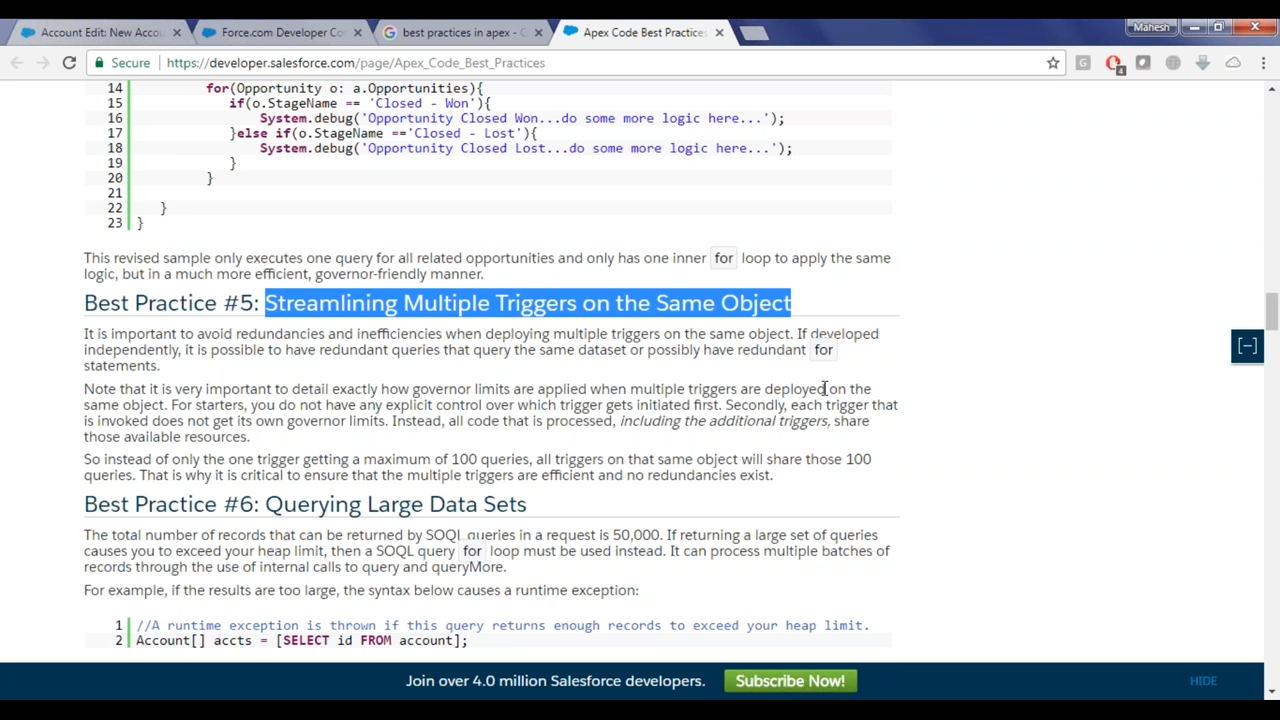 Account Edit: New Accou
Force.com Developer Co
best practices in apex - G
Apex Code Best Practices
Mahesh
Secure https://developer.salesforce.com/page/Apex_Code_Best_Practices
14 for(Opportunity o: a.Opportunities){
15 if(o.StageName == 'Closed - Won'){
16 System.debug('Opportunity Closed Won...do some more logic here...');
17 }else if(o.StageName =='Closed - Lost'){
18 System.debug('Opportunity Closed Lost...do some more logic here...');
19 }
20 }
21
22 }
23 }
This revised sample only executes one query for all related opportunities and only has one inner for loop to apply the same
logic, but in a much more efficient, governor-friendly manner.
Best Practice #5: Streamlining Multiple Triggers on the Same Object
It is important to avoid redundancies and inefficiencies when deploying multiple triggers on the same object. If developed
independently, it is possible to have redundant queries that query the same dataset or possibly have redundant for
statements.
Note that it is very important to detail exactly how governor limits are applied when multiple triggers are deployed on the
same object. For starters, you do not have any explicit control over which trigger gets initiated first. Secondly, each trigger that
is invoked does not get its own governor limits. Instead, all code that is processed, including the additional triggers, share
those available resources.
So instead of only the one trigger getting a maximum of 100 queries, all triggers on that same object will share those 100
queries. That is why it is critical to ensure that the multiple triggers are efficient and no redundancies exist.
Best Practice #6: Querying Large Data Sets
The total number of records that can be returned by SOQL queries in a request is 50,000. If returning a large set of queries
causes you to exceed your heap limit, then a SOQL query for loop must be used instead. It can process multiple batches of
records through the use of internal calls to query and queryMore.
For example, if the results are too large, the syntax below causes a runtime exception:
1 //A runtime exception is thrown if this query returns enough records to exceed your heap limit.
2 Account[] accts = [SELECT id FROM account];
[-]
4
Join over 4.0 million Salesforce developers. Subscribe Now! HIDE